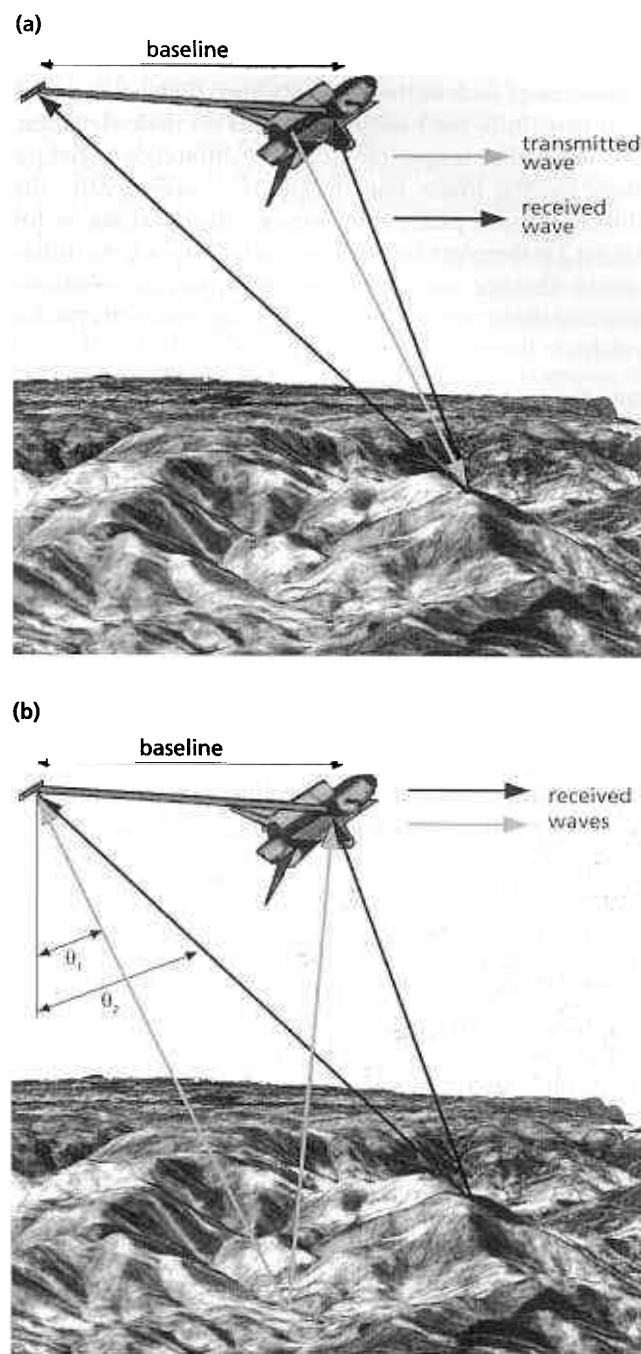 (a)
baseline
transmitted
wave
received
wave
(b)
baseline
received
waves
θ₁
θ₂